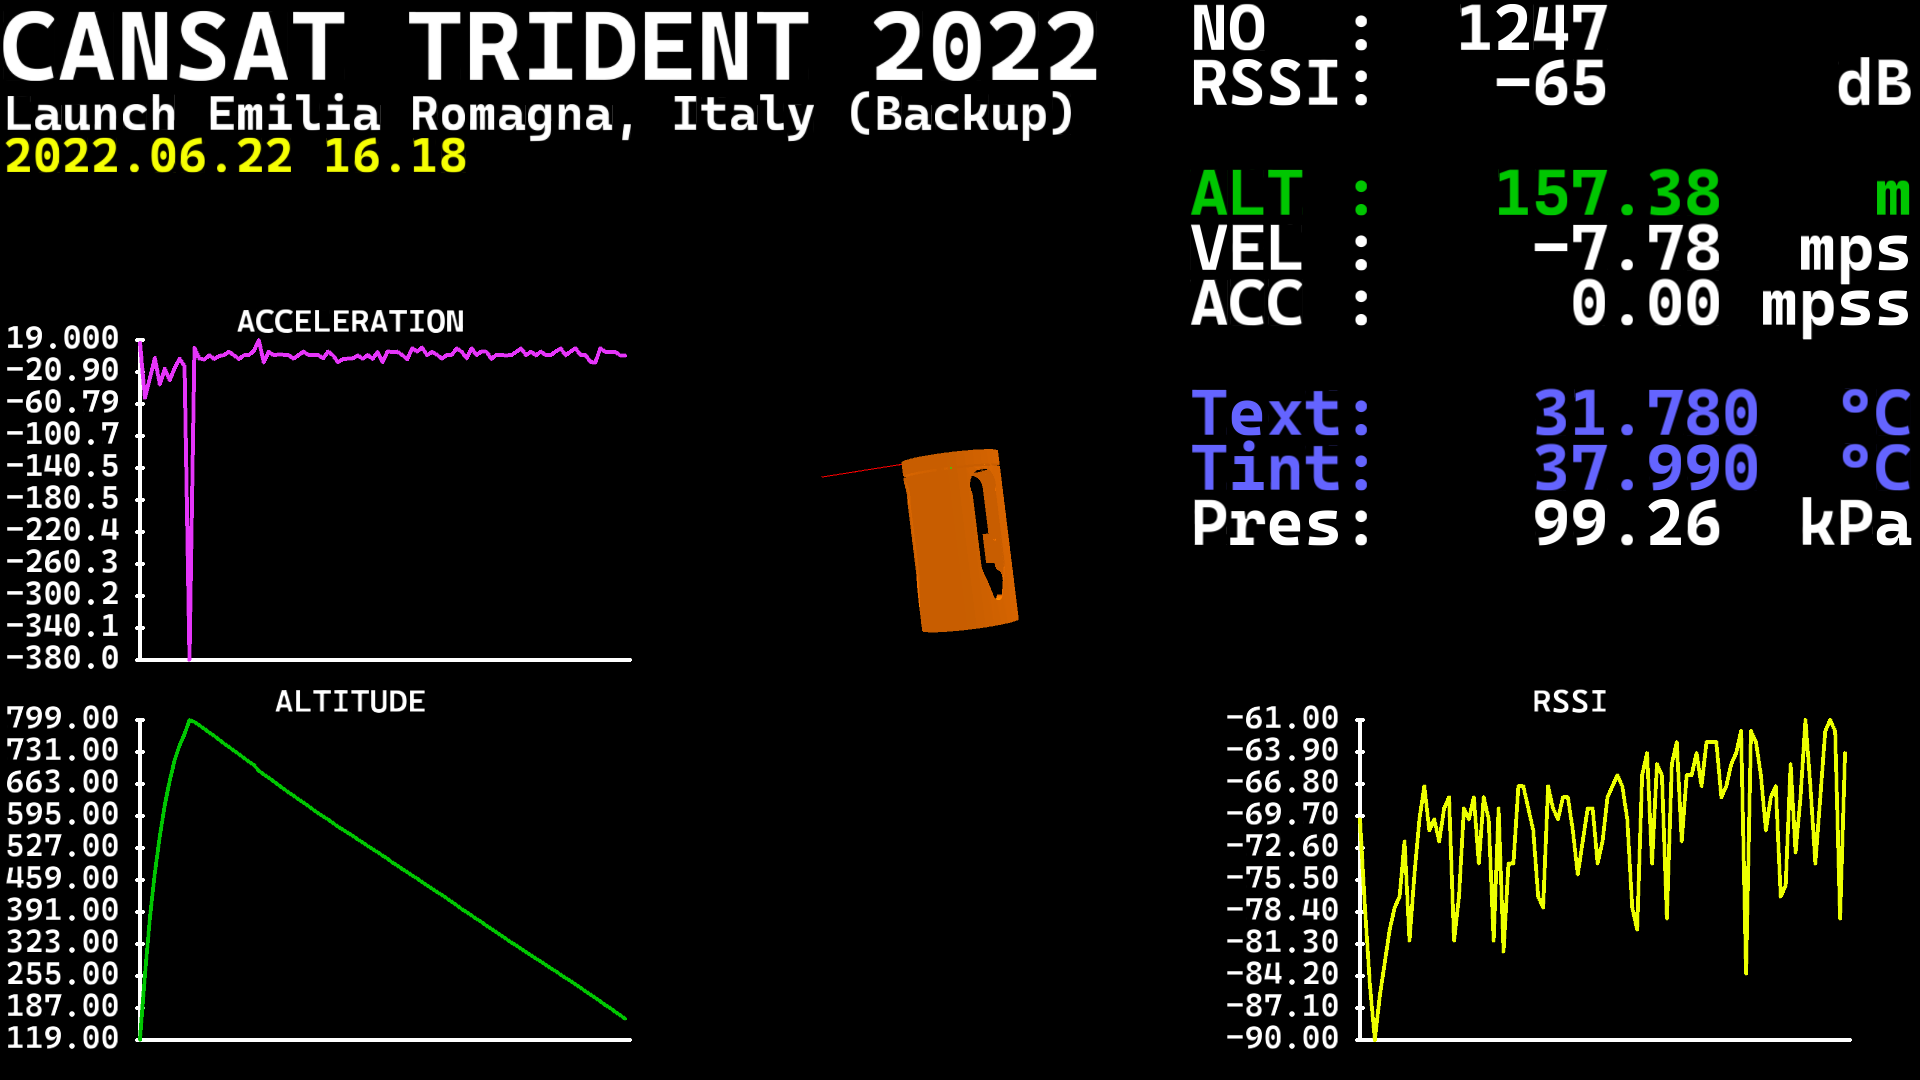 CANSAT TRIDENT 2022
Launch Emilia Romagna, Italy (Backup)
2022.06.22 16.18
NO : 1247
RSSI: -65 dB
ALT : 157.38 m
VEL : -7.78 mps
ACC : 0.00 mpss
Text: 31.780 °C
Tint: 37.990 °C
Pres: 99.26 kPa
ACCELERATION
19.000
-20.90
-60.79
-100.7
-140.5
-180.5
-220.4
-260.3
-300.2
-340.1
-380.0
ALTITUDE
799.00
731.00
663.00
595.00
527.00
459.00
391.00
323.00
255.00
187.00
119.00
RSSI
-61.00
-63.90
-66.80
-69.70
-72.60
-75.50
-78.40
-81.30
-84.20
-87.10
-90.00